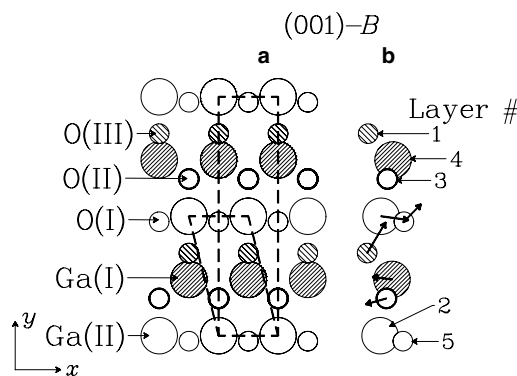 (001)–B
a b
Layer #
O(III) 1
4
O(II) 3
O(I)
Ga(I)
y 2
Ga(II) 5
x